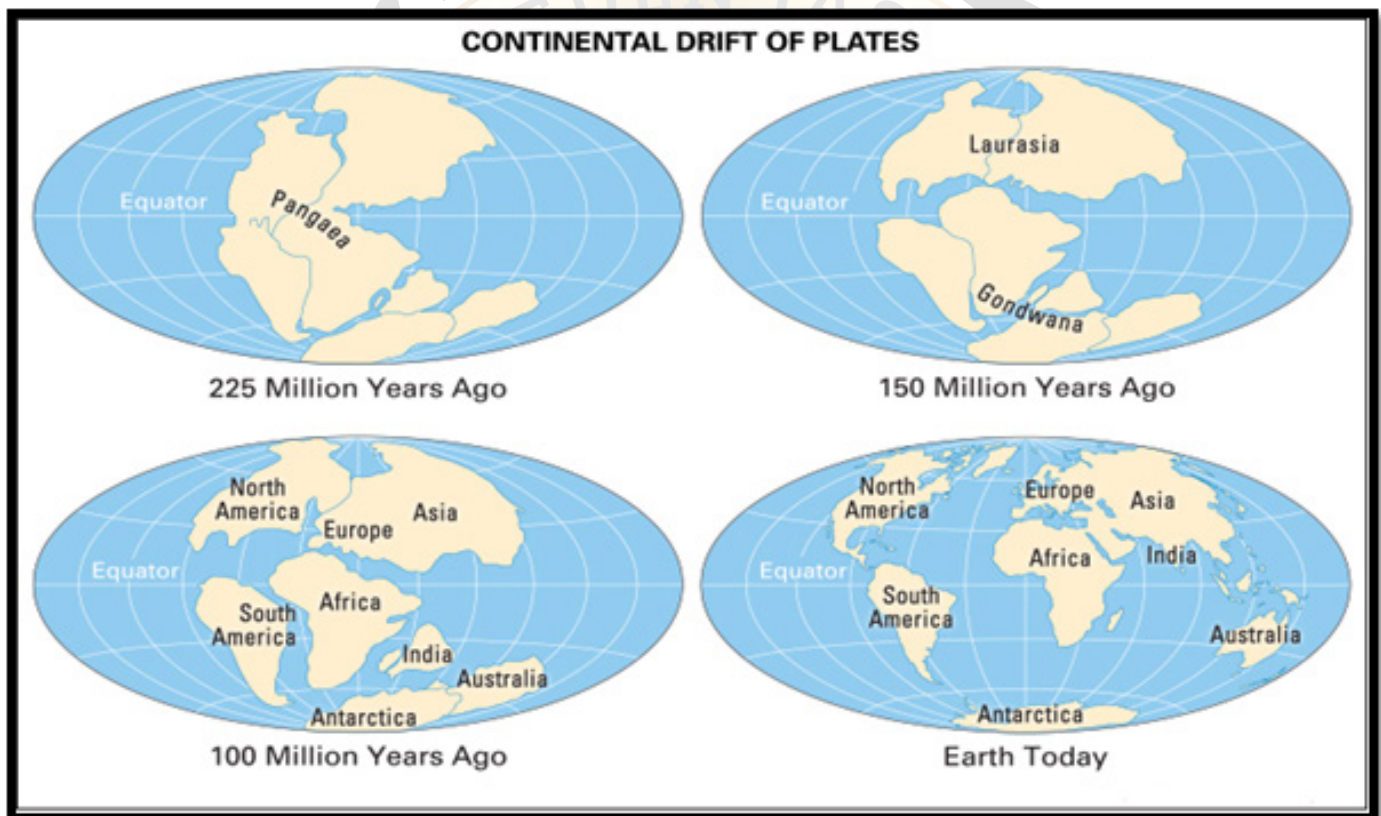 CONTINENTAL DRIFT OF PLATES
Equator
Pangaea
225 Million Years Ago
Laurasia
Equator
Gondwana
150 Million Years Ago
North
America
Europe
Asia
Equator
South
America
Africa
India
Australia
Antarctica
100 Million Years Ago
North
America
Europe
Asia
Equator
Africa
India
South
America
Australia
Antarctica
Earth Today